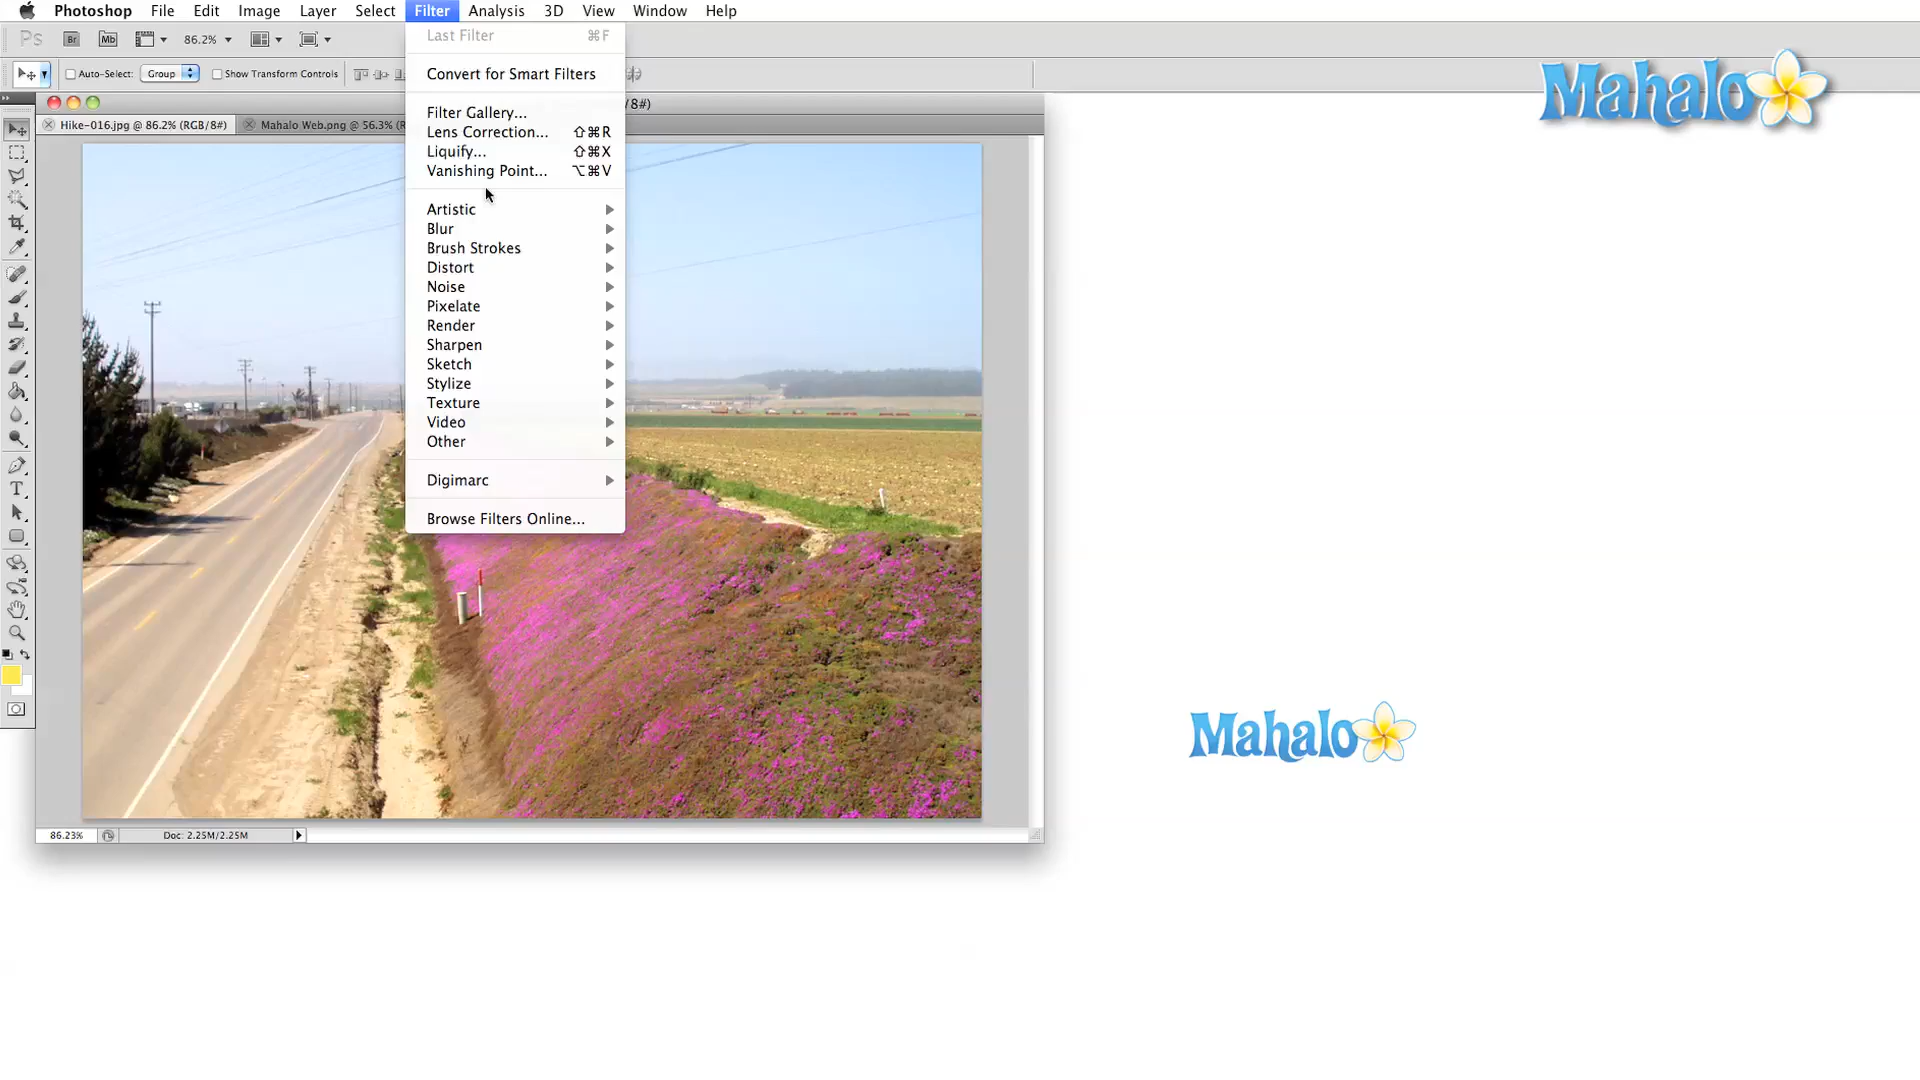 Photoshop File Edit Image Layer Select Filter Analysis 3D View Window Help
Ps Br Mb 86.2%
Auto-Select: Group Show Transform Controls
Last Filter ⌘F
Convert for Smart Filters
Filter Gallery...
Lens Correction... ⇧⌘R
Liquify... ⇧⌘X
Vanishing Point... ⌥⌘V
Artistic
Blur
Brush Strokes
Distort
Noise
Pixelate
Render
Sharpen
Sketch
Stylize
Texture
Video
Other
Digimarc
Browse Filters Online...
/8#)
Hike-016.jpg @ 86.2% (RGB/8#) Mahalo Web.png @ 56.3% (R
T
86.23% Doc: 2.25M/2.25M
Mahalo
Mahalo